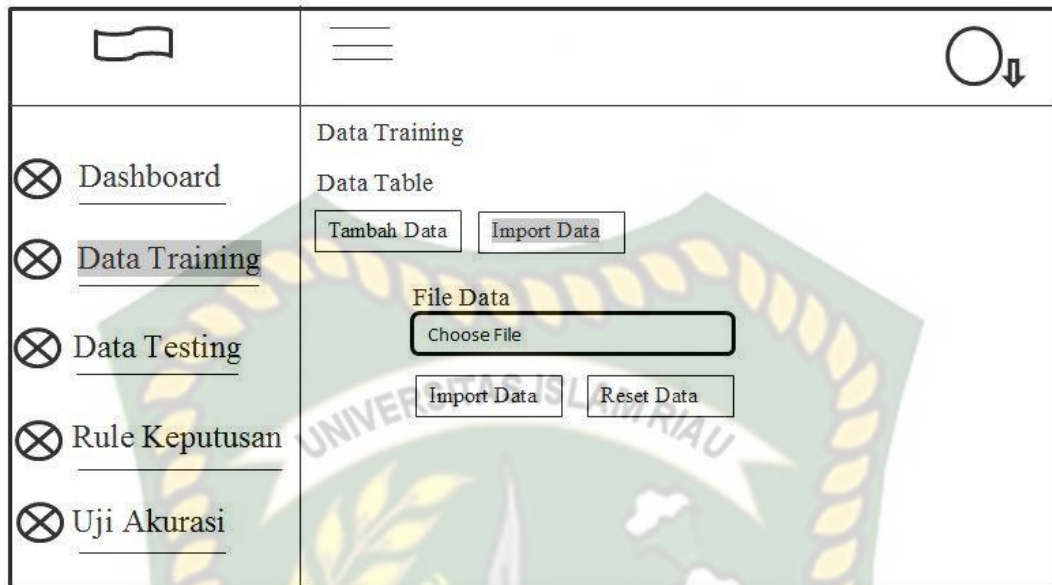 Dashboard
Data Training
Data Testing
Rule Keputusan
Uji Akurasi
Data Training
Data Table
Tambah Data
Import Data
File Data
Choose File
Import Data
Reset Data
UNIVERSITAS ISLAM RIAU